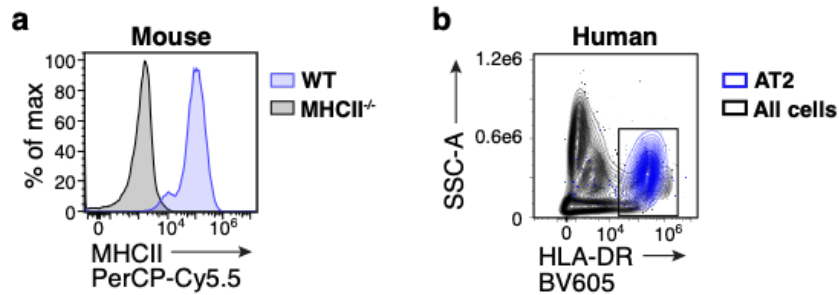 a
Mouse
100
80
60
40
20
0
% of max
0 10⁴ 10⁶
MHCII
PerCP-Cy5.5
WT
MHCII-/-
b
Human
1.2e6
0.6e6
0
SSC-A
0 10⁴ 10⁶
HLA-DR
BV605
AT2
All cells